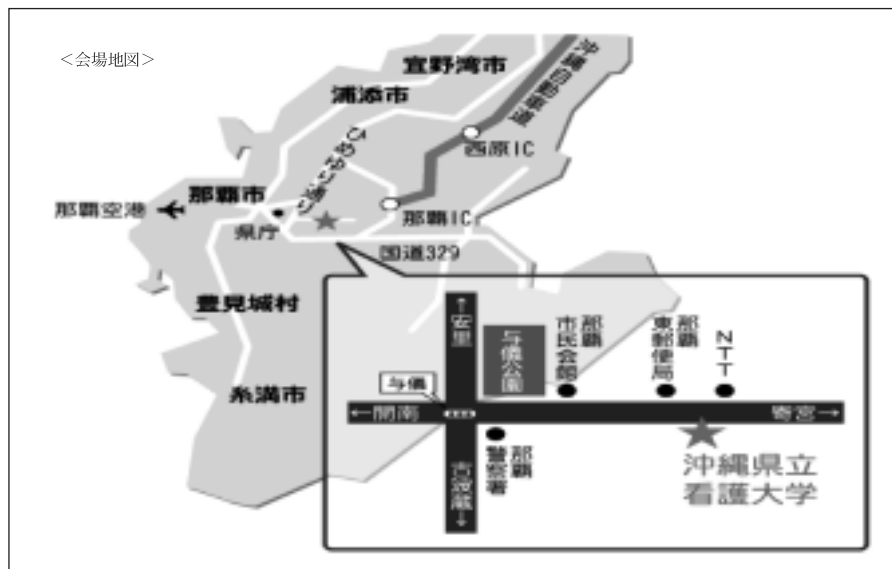 ＜会場地図＞
宜野湾市
浦添市
沖縄自動車道
ひめゆり通り
西原IC
那覇市
那覇空港
県庁
那覇IC
国道329
豊見城村
糸満市
↑安里
与儀公園
那覇
市民会館
那覇
東郵便局
NTT
与儀
←開南
寄宮→
古波蔵↓
那覇
警察署
沖縄県立
看護大学